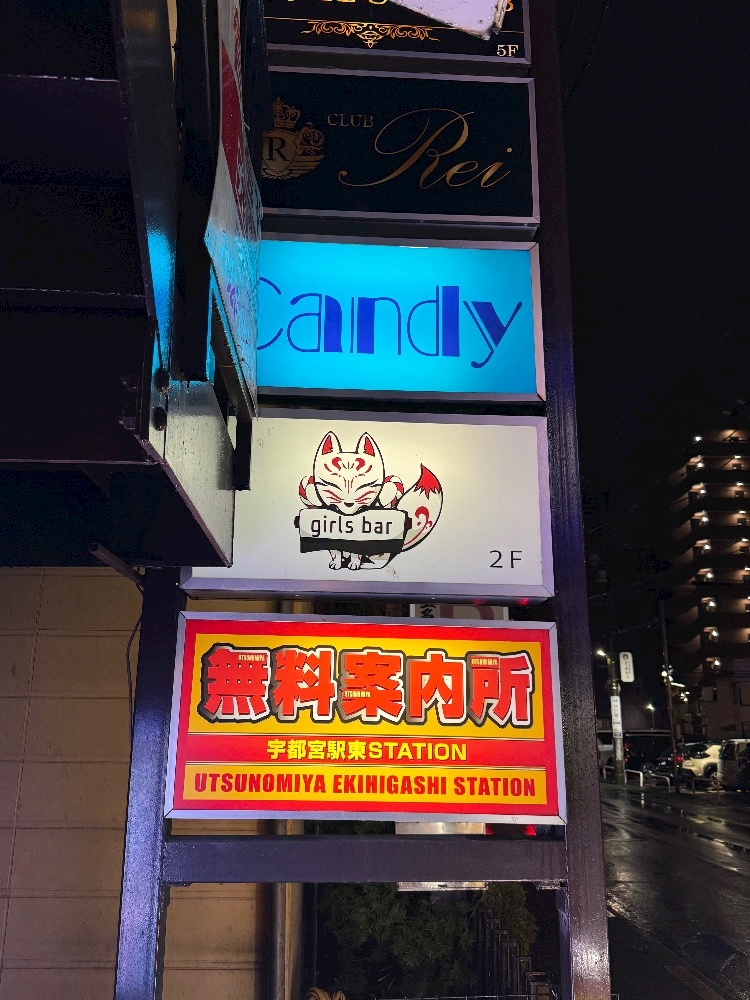 5F
CLUB
Rei
R
Candy
girls bar
2F
無料案内所
宇都宮駅東STATION
UTSUNOMIYA EKIHIGASHI STATION